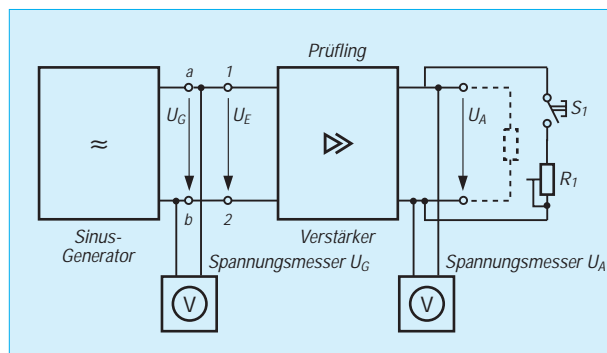 Prüfling
a
1
U_G
U_E
U_A
S_1
≈
R_1
b
2
Sinus-
Generator
Verstärker
Spannungsmesser U_G
Spannungsmesser U_A
V
V